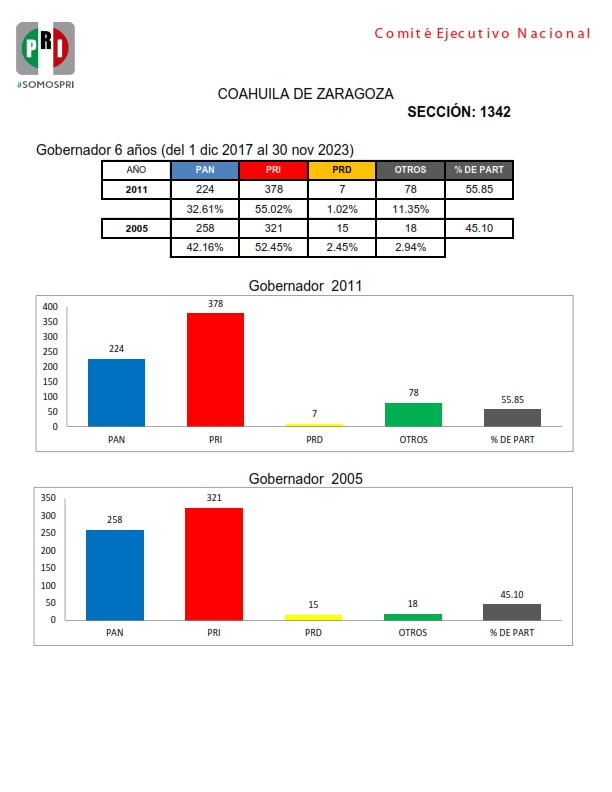 Comité Ejecutivo Nacional
PRI
#SOMOSPRI
COAHUILA DE ZARAGOZA
SECCIÓN: 1342
Gobernador 6 años (del 1 dic 2017 al 30 nov 2023)
AÑO PAN PRI PRD OTROS % DE PART
2011 224 378 7 78 55.85
32.61% 55.02% 1.02% 11.35%
2005 258 321 15 18 45.10
42.16% 52.45% 2.45% 2.94%
Gobernador 2011
400
350
300
250
200
150
100
50
0
224
378
7
78
55.85
PAN PRI PRD OTROS % DE PART
Gobernador 2005
350
300
250
200
150
100
50
0
258
321
15
18
45.10
PAN PRI PRD OTROS % DE PART